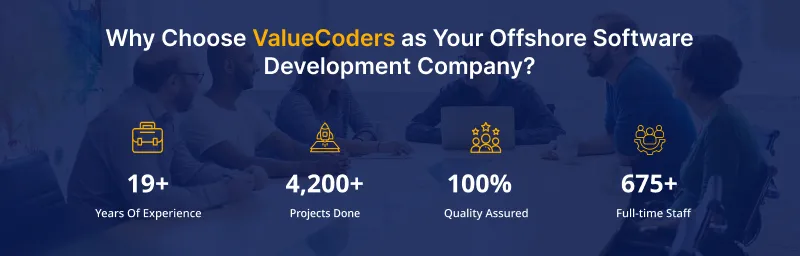 Why Choose ValueCoders as Your Offshore Software
Development Company?
19+
Years Of Experience
4,200+
Projects Done
100%
Quality Assured
675+
Full-time Staff